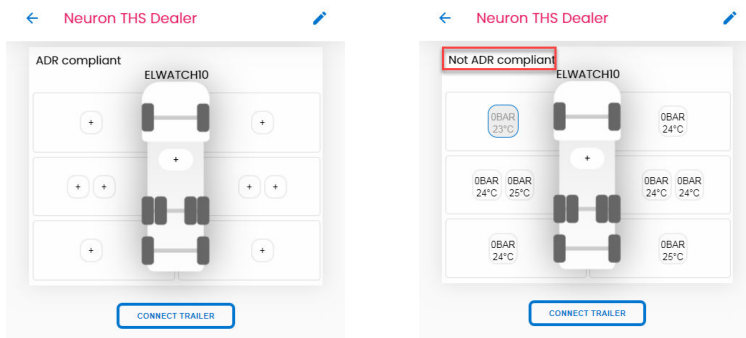 Neuron THS Dealer
ADR compliant
ELWATCH10
+ +
+
+ + + +
+ +
CONNECT TRAILER
Neuron THS Dealer
Not ADR compliant
ELWATCH10
0BAR 0BAR
23°C 24°C
+
0BAR 0BAR 0BAR 0BAR
24°C 25°C 24°C 24°C
0BAR 0BAR
24°C 25°C
CONNECT TRAILER